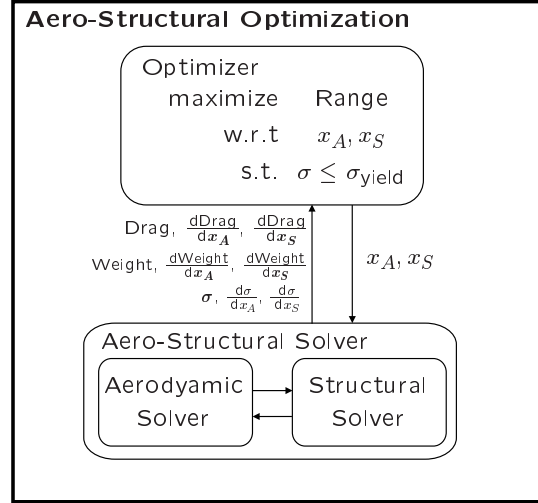 Aero-Structural Optimization
Optimizer
maximize Range
w.r.t x_A, x_S
s.t. σ ≤ σ_yield
Drag, dDrag/dx_A, dDrag/dx_S
Weight, dWeight/dx_A, dWeight/dx_S
σ, dσ/dx_A, dσ/dx_S
x_A, x_S
Aero-Structural Solver
Aerodyamic
Solver
Structural
Solver